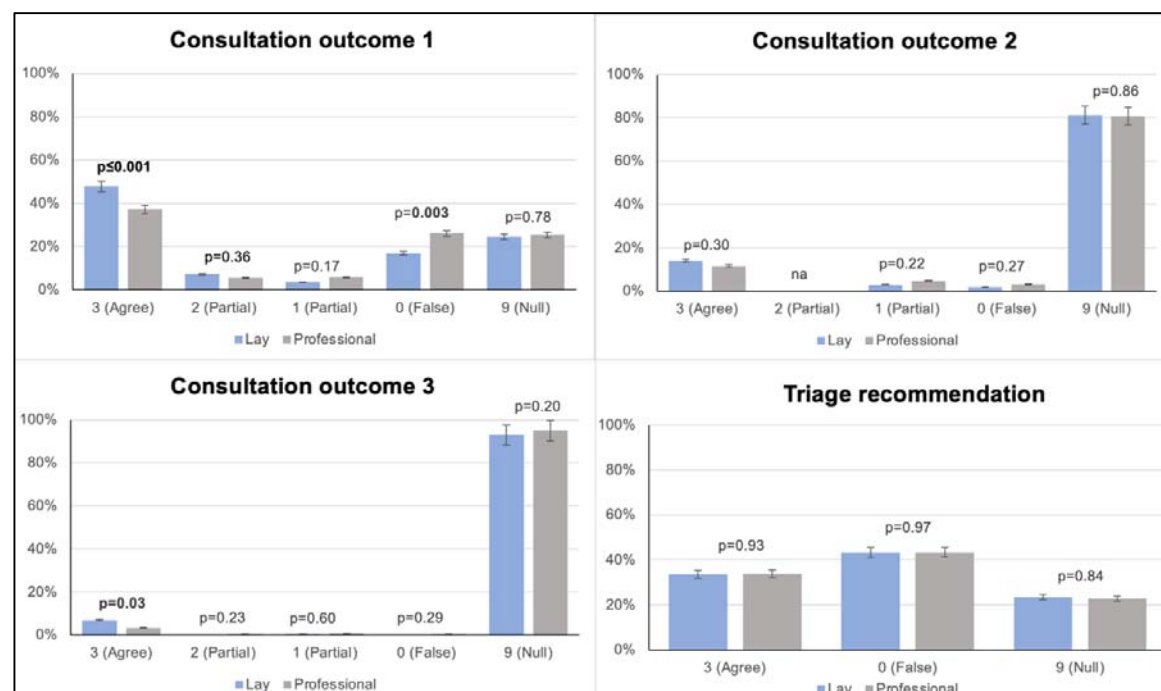 Consultation outcome 1
100%
80%
60%
40%
20%
0%
p≤0.001
p=0.36
p=0.17
p=0.003
p=0.78
3 (Agree) 2 (Partial) 1 (Partial) 0 (False) 9 (Null)
Lay Professional
Consultation outcome 2
100%
80%
60%
40%
20%
0%
p=0.30
na
p=0.22
p=0.27
p=0.86
3 (Agree) 2 (Partial) 1 (Partial) 0 (False) 9 (Null)
Lay Professional
Consultation outcome 3
100%
80%
60%
40%
20%
0%
p=0.03
p=0.23
p=0.60
p=0.29
p=0.20
3 (Agree) 2 (Partial) 1 (Partial) 0 (False) 9 (Null)
Lay Professional
Triage recommendation
100%
80%
60%
40%
20%
0%
p=0.93
p=0.97
p=0.84
3 (Agree) 0 (False) 9 (Null)
Lay Professional